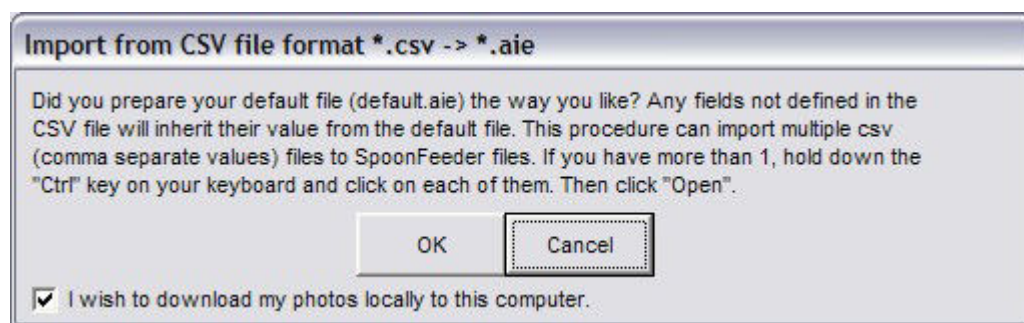 Import from CSV file format *.csv -> *.aie
Did you prepare your default file (default.aie) the way you like? Any fields not defined in the
CSV file will inherit their value from the default file. This procedure can import multiple csv
(comma separate values) files to SpoonFeeder files. If you have more than 1, hold down the
"Ctrl" key on your keyboard and click on each of them. Then click "Open".
OK Cancel
I wish to download my photos locally to this computer.